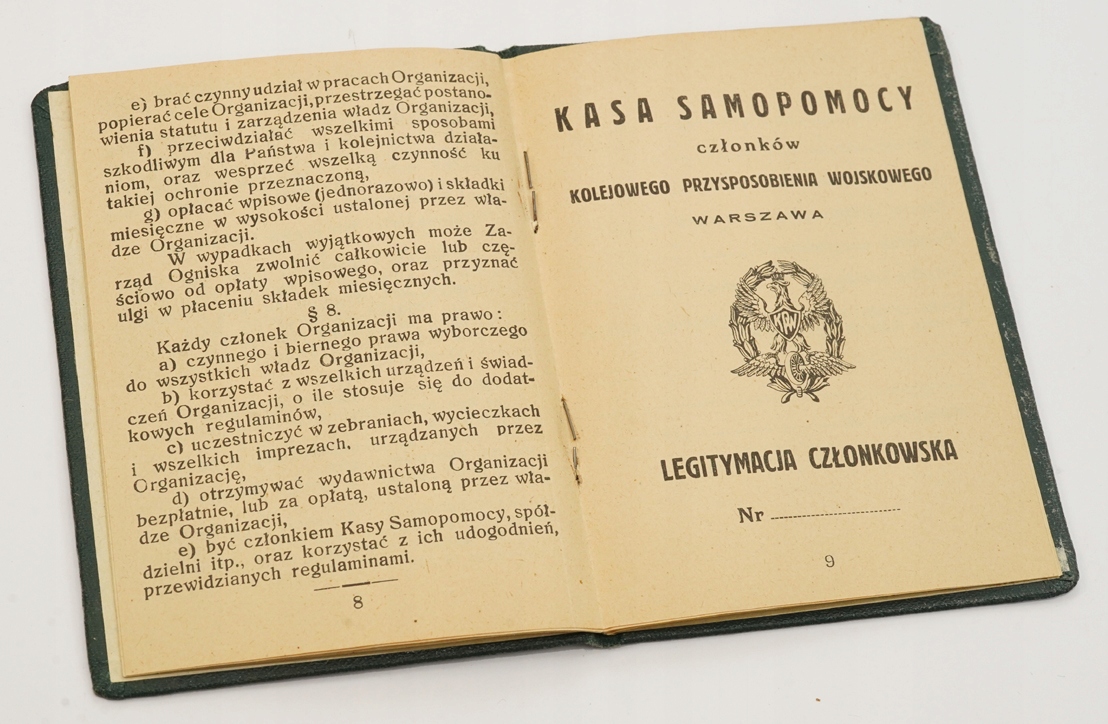 e) brać czynny udział w pracach Organizacji,
popierać cele Organizacji, przestrzegać postano-
wienia statutu i zarządzenia władz Organizacji,
f) przeciwdziałać wszelkimi sposobami
szkodliwym dla Państwa i kolejnictwa działa-
niom, oraz wesprzeć wszelką czynność ku
takiej ochronie przeznaczoną,
g) opłacać wpisowe (jednorazowo) i składki
miesięczne w wysokości ustalonej przez wła-
dze Organizacji.
W wypadkach wyjątkowych może Za-
rząd Ogniska zwolnić całkowicie lub czę-
ściowo od opłaty wpisowego, oraz przyznać
ulgi w płaceniu składek miesięcznych.
§ 8.
Każdy członek Organizacji ma prawo:
a) czynnego i biernego prawa wyborczego
do wszystkich władz Organizacji,
b) korzystać z wszelkich urządzeń i świad-
czeń Organizacji, o ile stosuje się do dodat-
kowych regulaminów,
c) uczestniczyć w zebraniach, wycieczkach
i wszelkich imprezach, urządzanych przez
Organizację,
d) otrzymywać wydawnictwa Organizacji
bezpłatnie, lub za opłatą, ustaloną przez wła-
dze Organizacji,
e) być członkiem Kasy Samopomocy, spół-
dzielni itp., oraz korzystać z ich udogodnień,
przewidzianych regulaminami.
8
KASA SAMOPOMOCY
członków
KOLEJOWEGO PRZYSPOSOBIENIA WOJSKOWEGO
WARSZAWA
KPW
LEGITYMACJA CZŁONKOWSKA
Nr
9